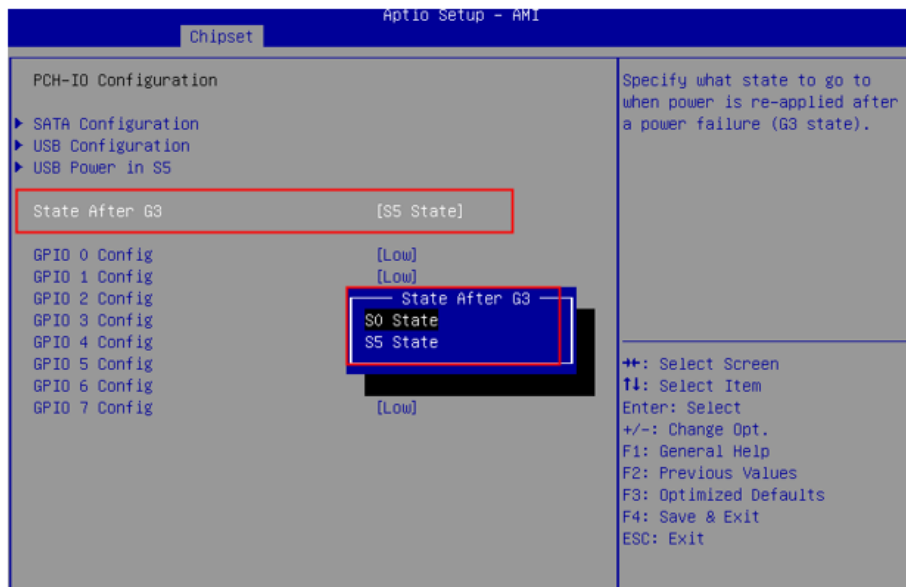 Aptio Setup - AMI
Chipset
PCH-IO Configuration
SATA Configuration
USB Configuration
USB Power in S5
State After G3 [S5 State]
GPIO 0 Config [Low]
GPIO 1 Config [Low]
GPIO 2 Config
GPIO 3 Config
GPIO 4 Config
GPIO 5 Config
GPIO 6 Config
GPIO 7 Config [Low]
State After G3
S0 State
S5 State
Specify what state to go to
when power is re-applied after
a power failure (G3 state).
→←: Select Screen
↑↓: Select Item
Enter: Select
+/-: Change Opt.
F1: General Help
F2: Previous Values
F3: Optimized Defaults
F4: Save & Exit
ESC: Exit